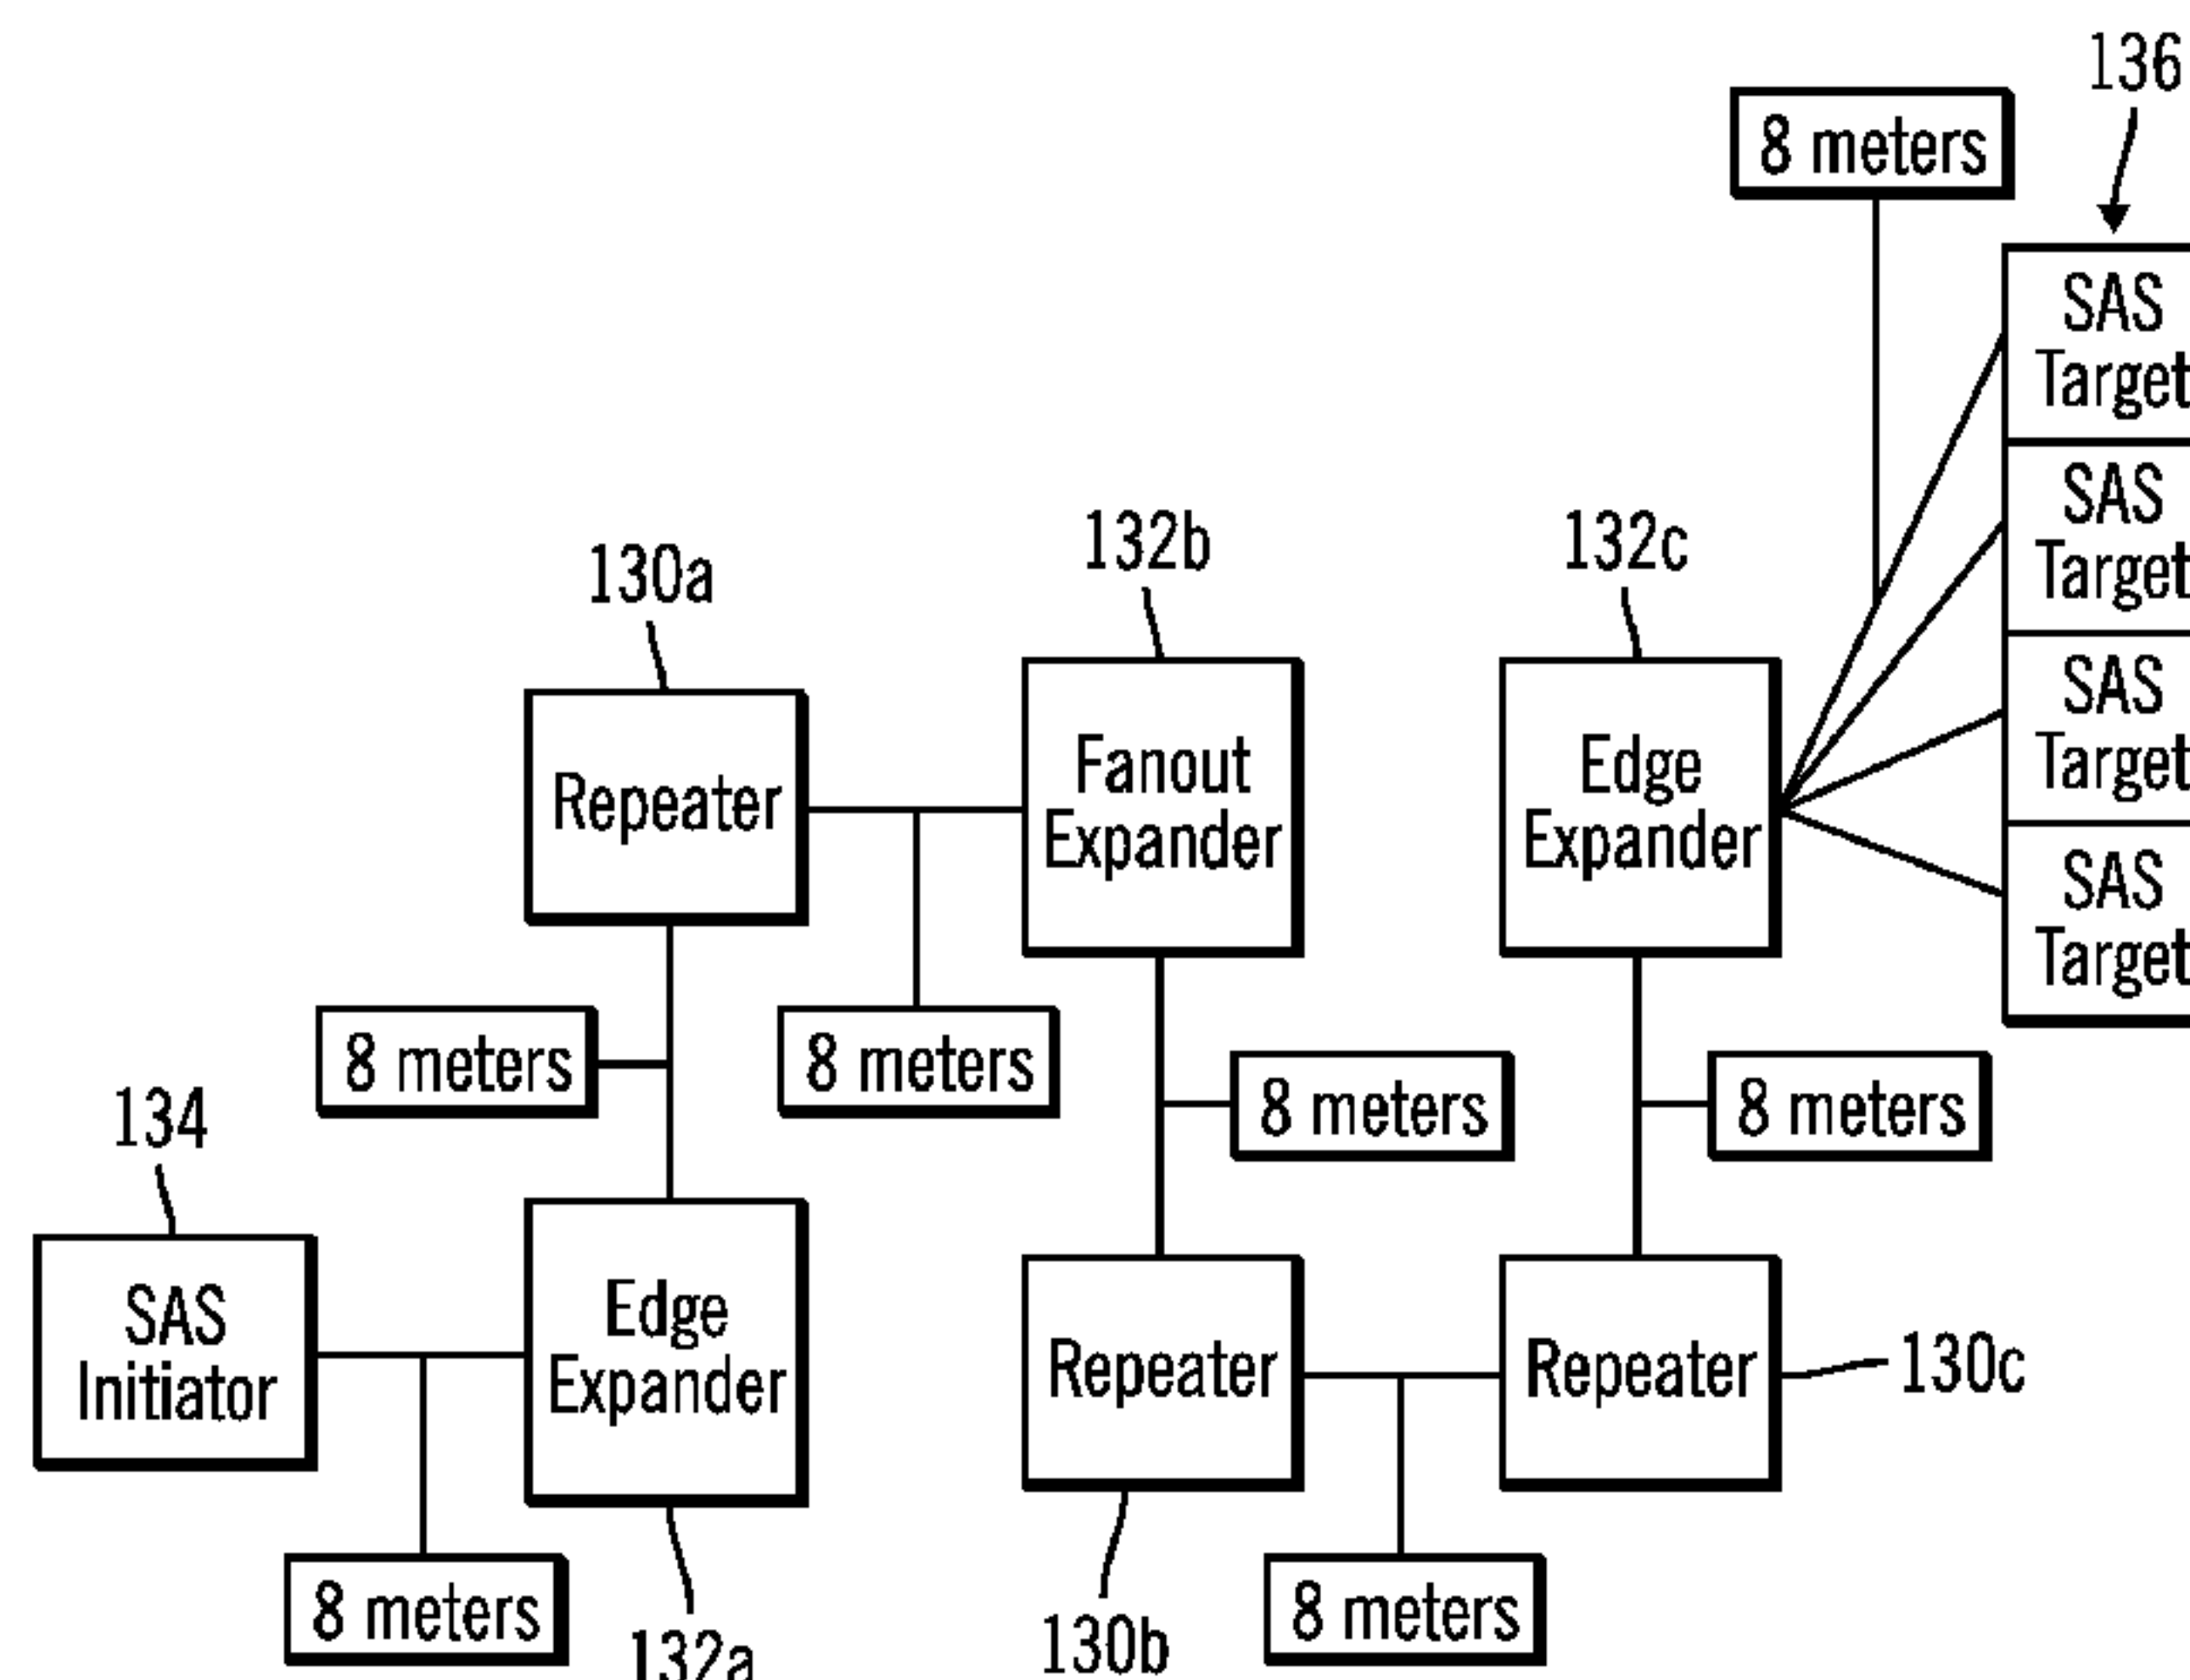 136
8 meters
SAS
Target
SAS
Target
SAS
Target
SAS
Target
132b
132c
130a
Fanout
Expander
Edge
Expander
Repeater
8 meters
8 meters
8 meters
8 meters
134
SAS
Initiator
Edge
Expander
Repeater
Repeater
130c
8 meters
8 meters
132a
130b